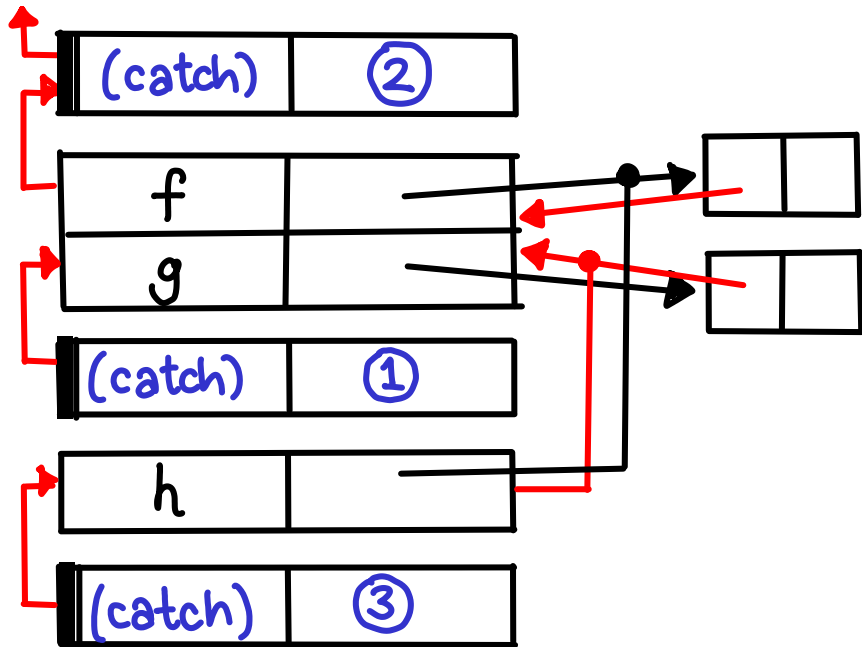 (catch) ②
f
g
(catch) ①
h
(catch) ③